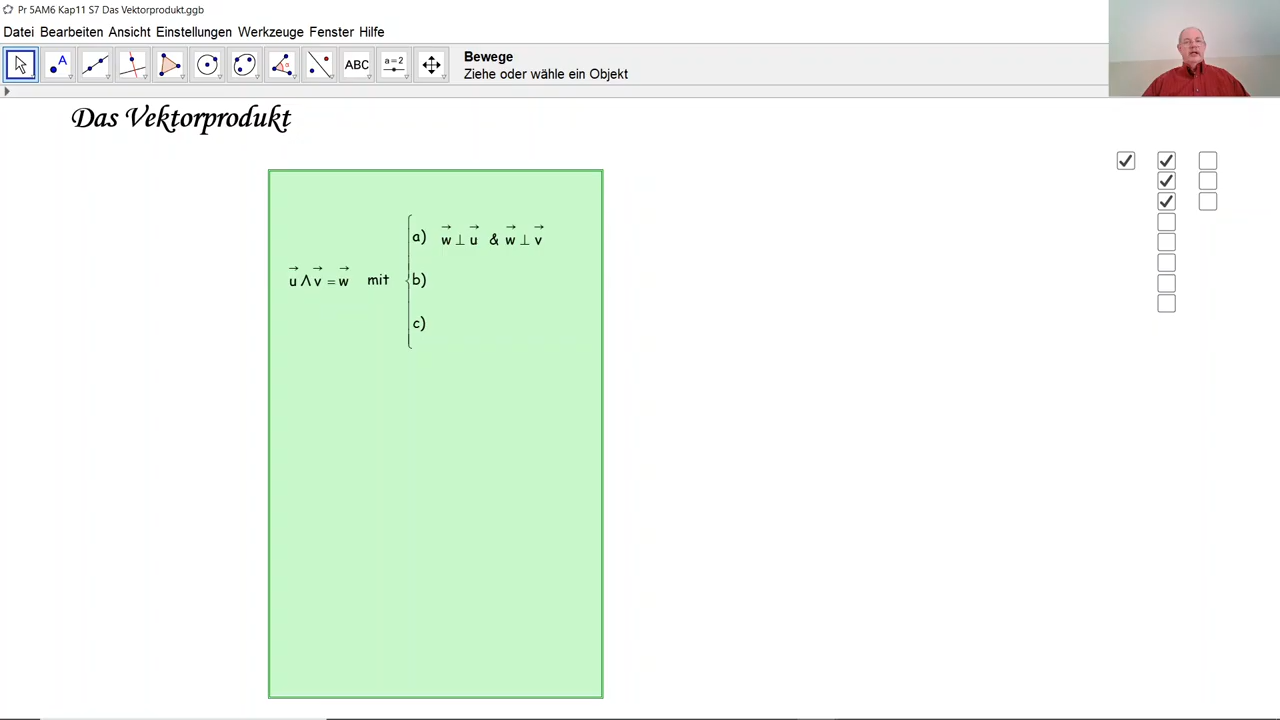 Pr 5AM6 Kap11 S7 Das Vektorprodukt.ggb
Datei Bearbeiten Ansicht Einstellungen Werkzeuge Fenster Hilfe
A
ABC
a=2
Bewege
Ziehe oder wähle ein Objekt
Das Vektorprodukt
a) w⃗ ⊥ u⃗ & w⃗ ⊥ v⃗
u⃗ ∧ v⃗ = w⃗ mit
b)
c)